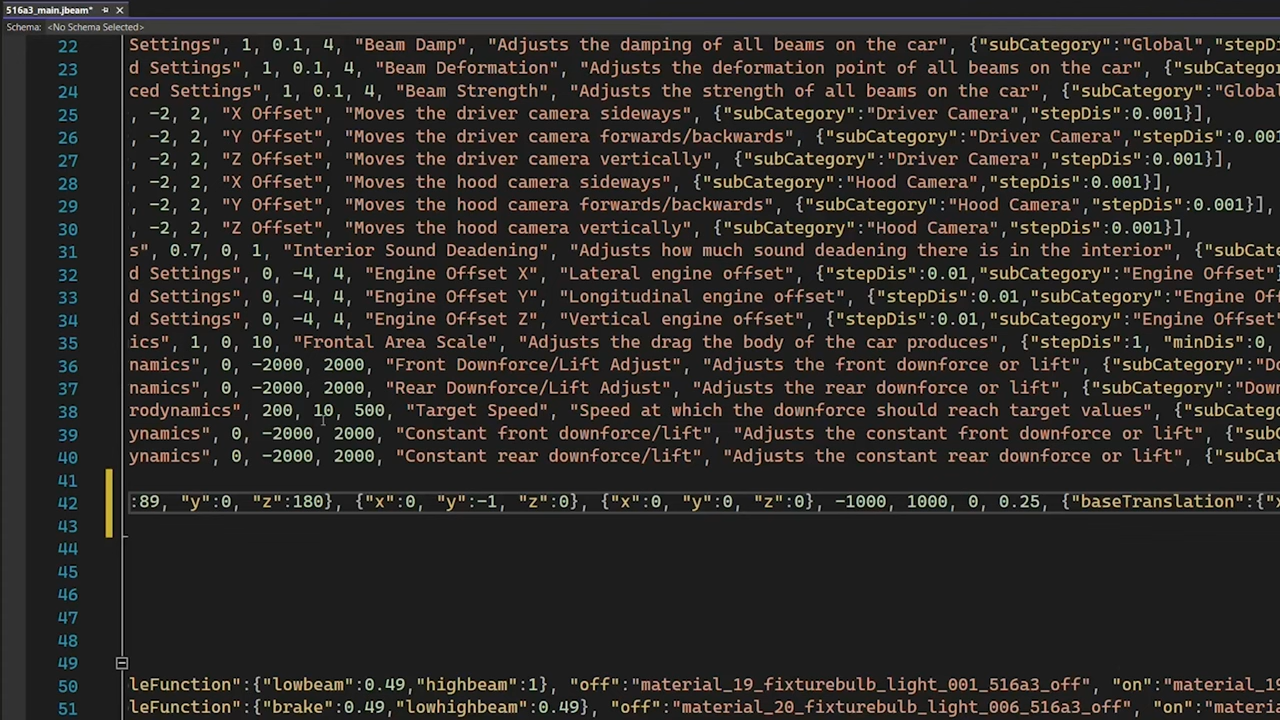 516a3_main.jbeam*
Schema: <No Schema Selected>
22 Settings", 1, 0.1, 4, "Beam Damp", "Adjusts the damping of all beams on the car", {"subCategory":"Global","stepDi
23 d Settings", 1, 0.1, 4, "Beam Deformation", "Adjusts the deformation point of all beams on the car", {"subCatego
24 ced Settings", 1, 0.1, 4, "Beam Strength", "Adjusts the strength of all beams on the car", {"subCategory":"Globa
25 , -2, 2, "X Offset", "Moves the driver camera sideways", {"subCategory":"Driver Camera","stepDis":0.001}],
26 , -2, 2, "Y Offset", "Moves the driver camera forwards/backwards", {"subCategory":"Driver Camera","stepDis":0.00
27 , -2, 2, "Z Offset", "Moves the driver camera vertically", {"subCategory":"Driver Camera","stepDis":0.001}],
28 , -2, 2, "X Offset", "Moves the hood camera sideways", {"subCategory":"Hood Camera","stepDis":0.001}],
29 , -2, 2, "Y Offset", "Moves the hood camera forwards/backwards", {"subCategory":"Hood Camera","stepDis":0.001}],
30 , -2, 2, "Z Offset", "Moves the hood camera vertically", {"subCategory":"Hood Camera","stepDis":0.001}],
31 s", 0.7, 0, 1, "Interior Sound Deadening", "Adjusts how much sound deadening there is in the interior", {"subCa
32 d Settings", 0, -4, 4, "Engine Offset X", "Lateral engine offset", {"stepDis":0.01,"subCategory":"Engine Offset"
33 d Settings", 0, -4, 4, "Engine Offset Y", "Longitudinal engine offset", {"stepDis":0.01,"subCategory":"Engine Of
34 d Settings", 0, -4, 4, "Engine Offset Z", "Vertical engine offset", {"stepDis":0.01,"subCategory":"Engine Offset
35 ics", 1, 0, 10, "Frontal Area Scale", "Adjusts the drag the body of the car produces", {"stepDis":1, "minDis":0,
36 namics", 0, -2000, 2000, "Front Downforce/Lift Adjust", "Adjusts the front downforce or lift", {"subCategory":"Do
37 namics", 0, -2000, 2000, "Rear Downforce/Lift Adjust", "Adjusts the rear downforce or lift", {"subCategory":"Dow
38 rodynamics", 200, 10, 500, "Target Speed", "Speed at which the downforce should reach target values", {"subCate
39 ynamics", 0, -2000, 2000, "Constant front downforce/lift", "Adjusts the constant front downforce or lift", {"sub
40 ynamics", 0, -2000, 2000, "Constant rear downforce/lift", "Adjusts the constant rear downforce or lift", {"subCa
41
42 :89, "y":0, "z":180}, {"x":0, "y":-1, "z":0}, {"x":0, "y":0, "z":0}, -1000, 1000, 0, 0.25, {"baseTranslation":{"x
43
44
45
46
47
48
49
50 leFunction":{"lowbeam":0.49,"highbeam":1}, "off":"material_19_fixturebulb_light_001_516a3_off", "on":"material_19
51 leFunction":{"brake":0.49,"lowhighbeam":0.49}, "off":"material_20_fixturebulb_light_006_516a3_off", "on":"materia